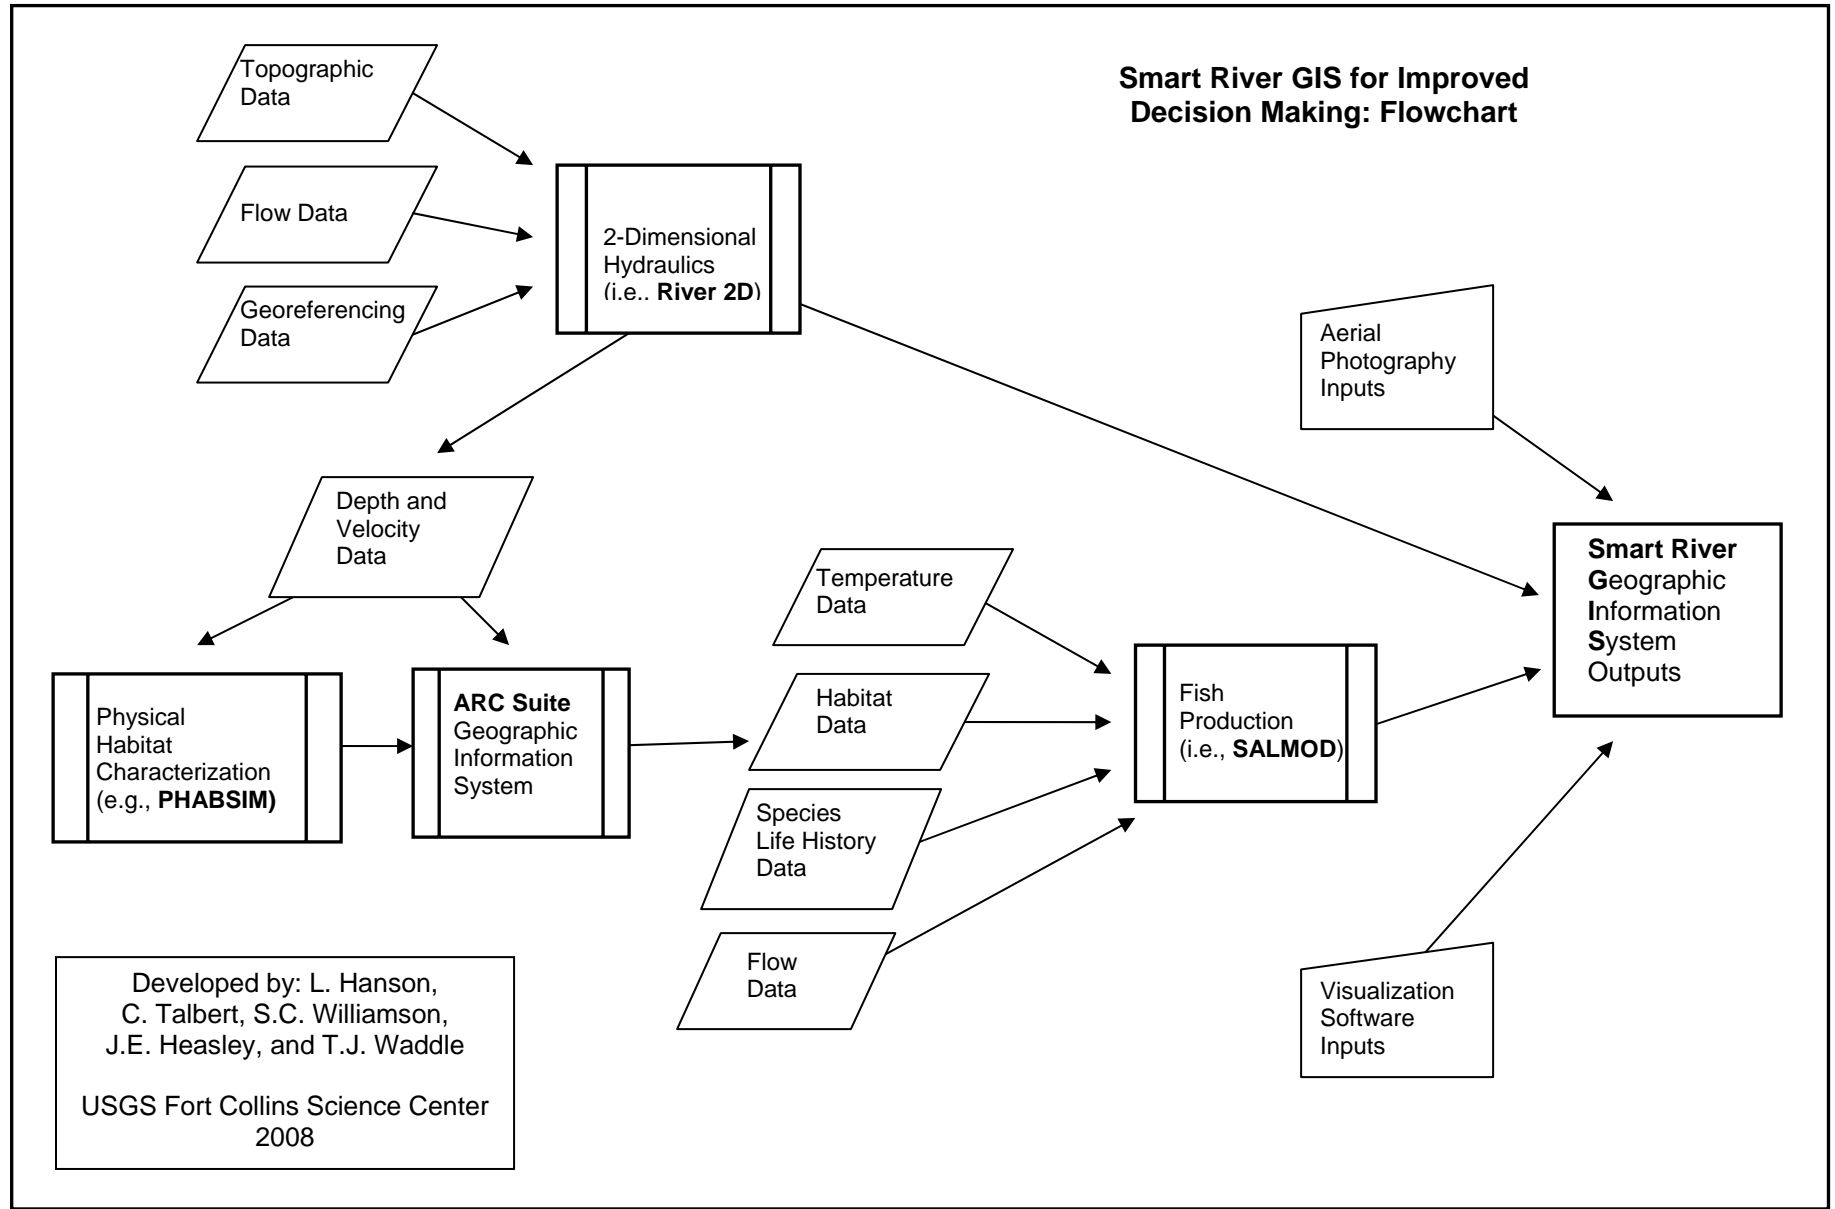 Smart River GIS for Improved
Decision Making: Flowchart
Topographic
Data
Flow Data
Georeferencing
Data
2-Dimensional
Hydraulics
(i.e., River 2D)
Aerial
Photography
Inputs
Depth and
Velocity
Data
Smart River
Geographic
Information
System
Outputs
Temperature
Data
Physical
Habitat
Characterization
(e.g., PHABSIM)
ARC Suite
Geographic
Information
System
Habitat
Data
Fish
Production
(i.e., SALMOD)
Species
Life History
Data
Flow
Data
Visualization
Software
Inputs
Developed by: L. Hanson,
C. Talbert, S.C. Williamson,
J.E. Heasley, and T.J. Waddle
USGS Fort Collins Science Center
2008